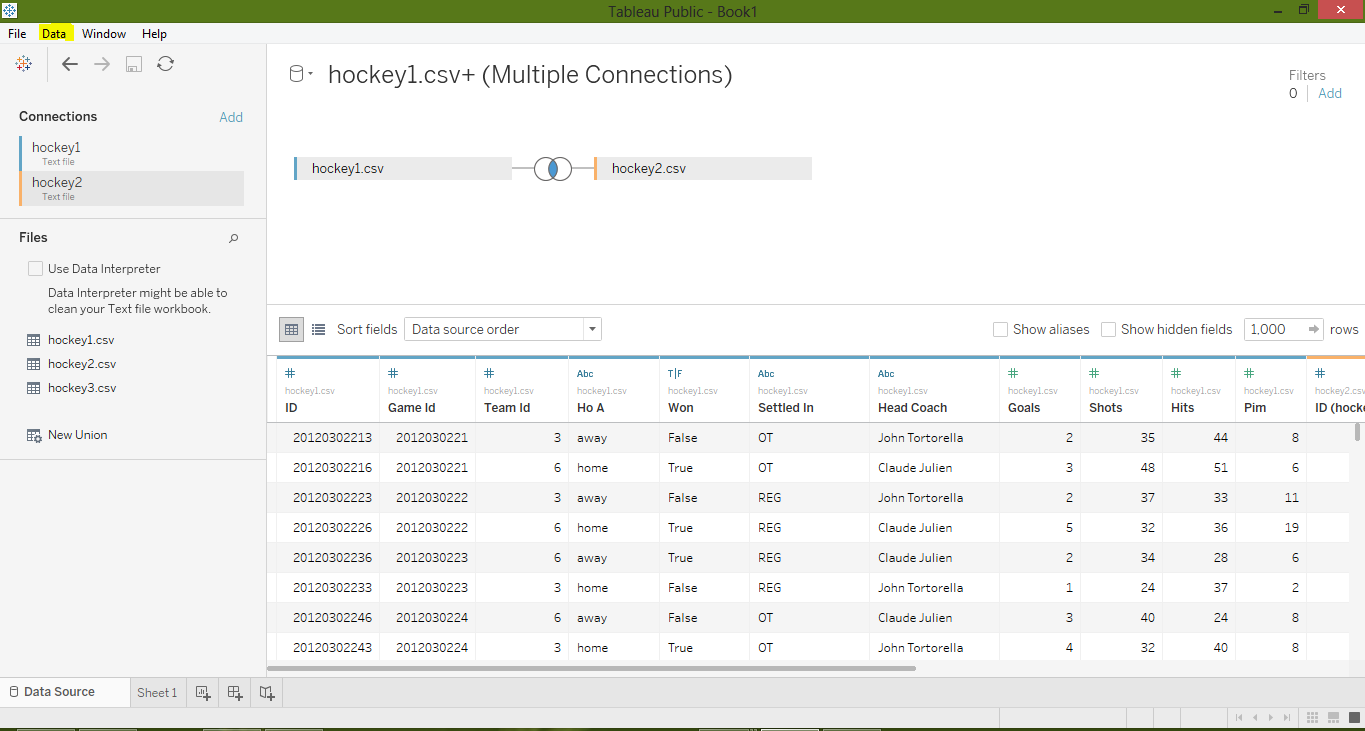 Tableau Public - Book1
File Data Window Help
Connections Add
hockey1
Text file
hockey2
Text file
Files
Use Data Interpreter
Data Interpreter might be able to
clean your Text file workbook.
hockey1.csv
hockey2.csv
hockey3.csv
New Union
hockey1.csv+ (Multiple Connections)
Filters
0 Add
hockey1.csv hockey2.csv
Sort fields Data source order Show aliases Show hidden fields 1,000 rows
# # # Abc T|F Abc Abc # # # # #
hockey1.csv hockey1.csv hockey1.csv hockey1.csv hockey1.csv hockey1.csv hockey1.csv hockey1.csv hockey1.csv hockey1.csv hockey1.csv hockey2.csv
ID Game Id Team Id Ho A Won Settled In Head Coach Goals Shots Hits Pim ID (hocke
20120302213 2012030221 3 away False OT John Tortorella 2 35 44 8
20120302216 2012030221 6 home True OT Claude Julien 3 48 51 6
20120302223 2012030222 3 away False REG John Tortorella 2 37 33 11
20120302226 2012030222 6 home True REG Claude Julien 5 32 36 19
20120302236 2012030223 6 away True REG Claude Julien 2 34 28 6
20120302233 2012030223 3 home False REG John Tortorella 1 24 37 2
20120302246 2012030224 6 away False OT Claude Julien 3 40 24 8
20120302243 2012030224 3 home True OT John Tortorella 4 32 40 8
Data Source Sheet 1